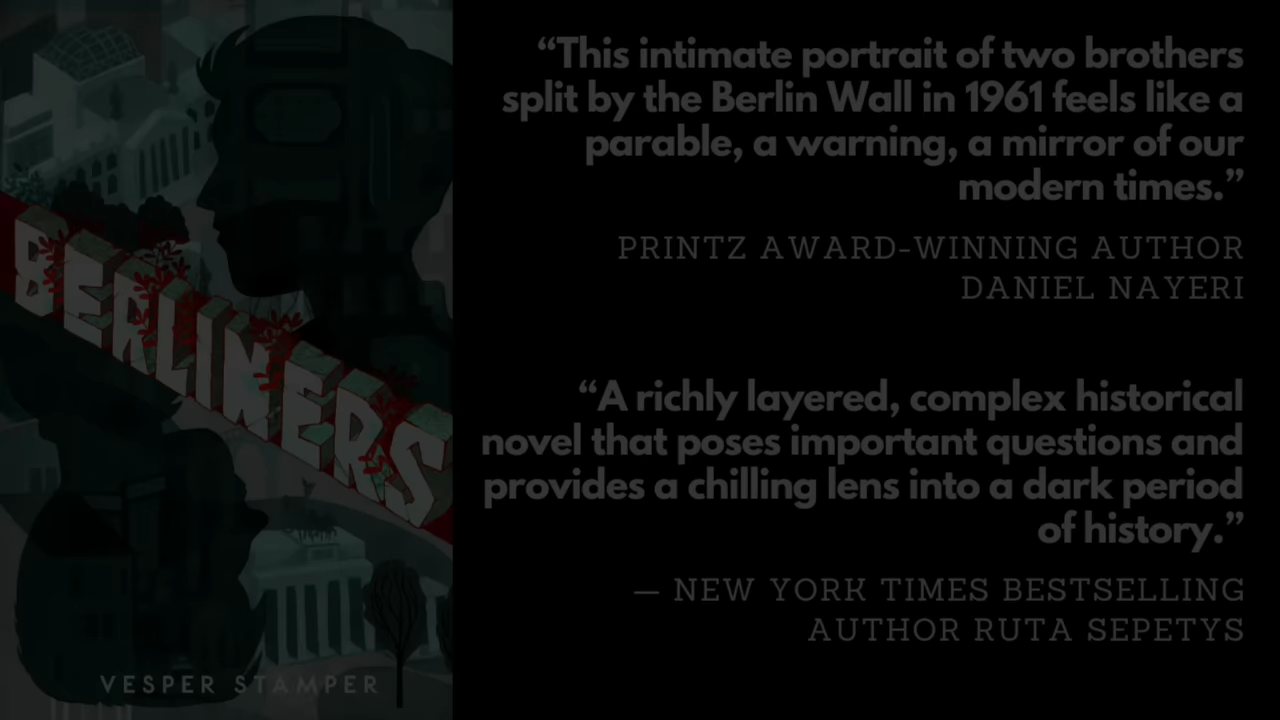 BERLINERS
VESPER STAMPER
“This intimate portrait of two brothers
split by the Berlin Wall in 1961 feels like a
parable, a warning, a mirror of our
modern times.”
PRINTZ AWARD-WINNING AUTHOR
DANIEL NAYERI
“A richly layered, complex historical
novel that poses important questions and
provides a chilling lens into a dark period
of history.”
— NEW YORK TIMES BESTSELLING
AUTHOR RUTA SEPETYS